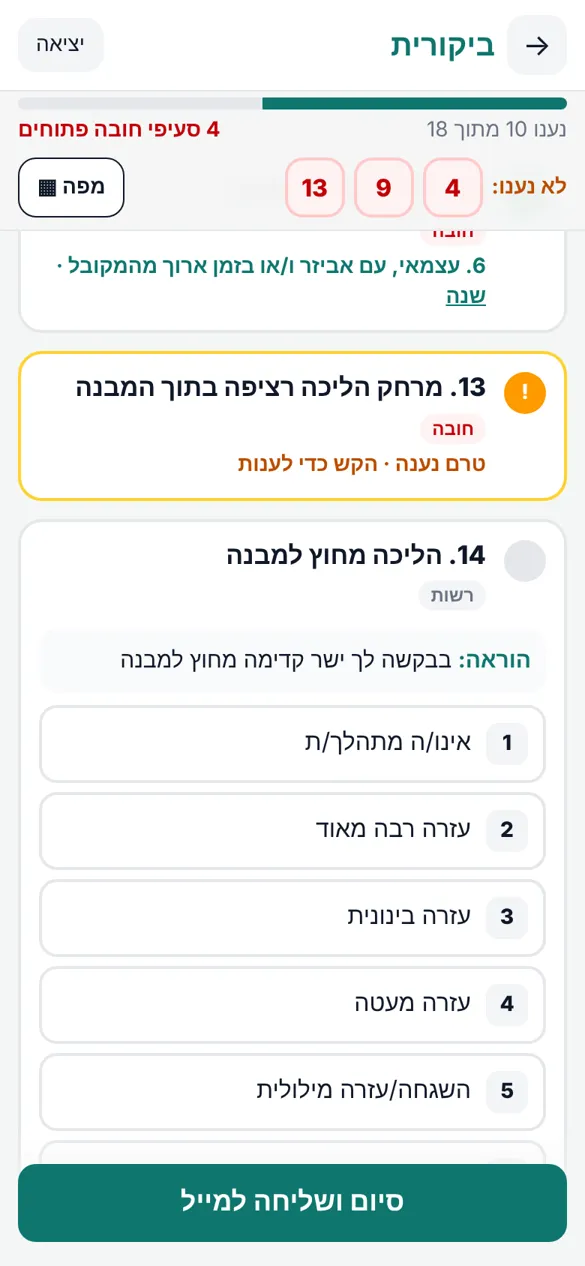 ביקורית
יציאה
נענו 10 מתוך 18
4 סעיפי חובה פתוחים
לא נענו:
4
9
13
מפה ▦
חובה
6. עצמאי, עם אביזר ו/או בזמן ארוך מהמקובל ·
שנה
!
13. מרחק הליכה רציפה בתוך המבנה
חובה
טרם נענה · הקש כדי לענות
14. הליכה מחוץ למבנה
רשות
הוראה: בבקשה לך ישר קדימה מחוץ למבנה
1 אינו/ה מתהלך/ת
2 עזרה רבה מאוד
3 עזרה בינונית
4 עזרה מעטה
5 השגחה/עזרה מילולית
סיום ושליחה למייל